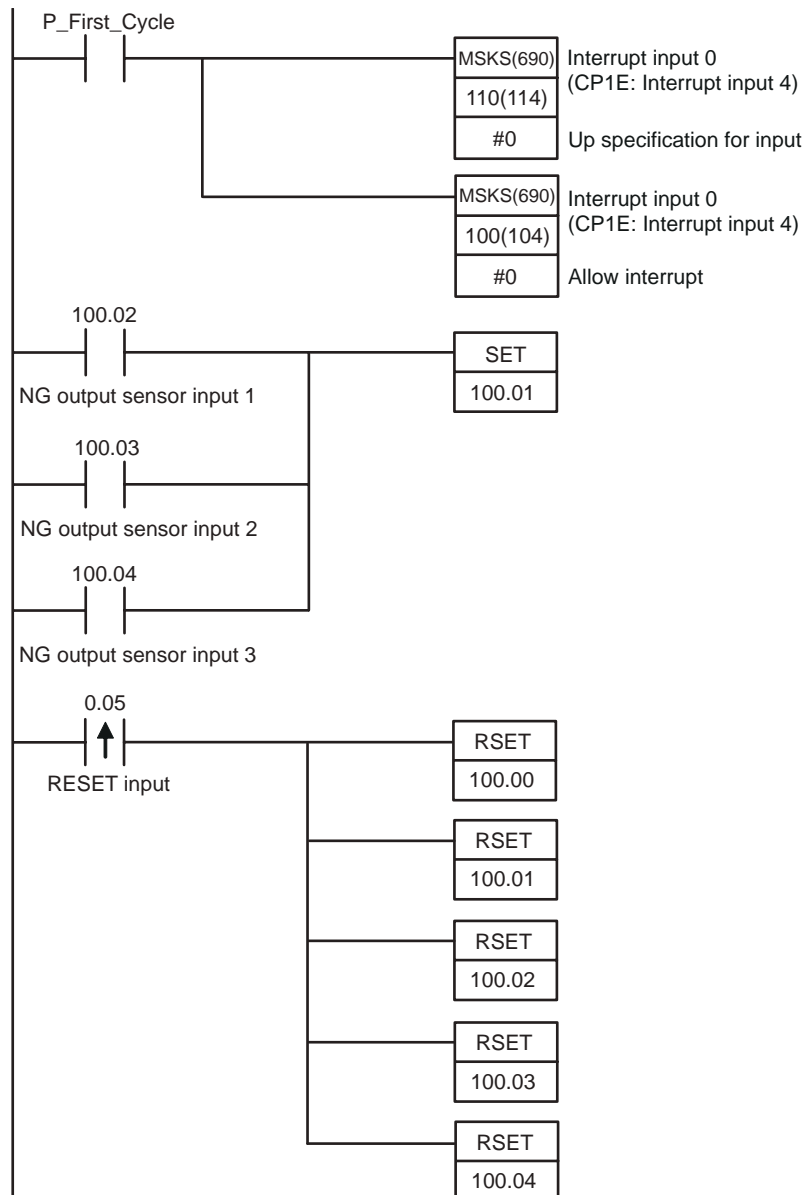 P_First_Cycle
MSKS(690)
Interrupt input 0
(CP1E: Interrupt input 4)
110(114)
#0
Up specification for input
MSKS(690)
Interrupt input 0
(CP1E: Interrupt input 4)
100(104)
#0
Allow interrupt
100.02
SET
100.01
NG output sensor input 1
100.03
NG output sensor input 2
100.04
NG output sensor input 3
0.05
RESET input
RSET
100.00
RSET
100.01
RSET
100.02
RSET
100.03
RSET
100.04